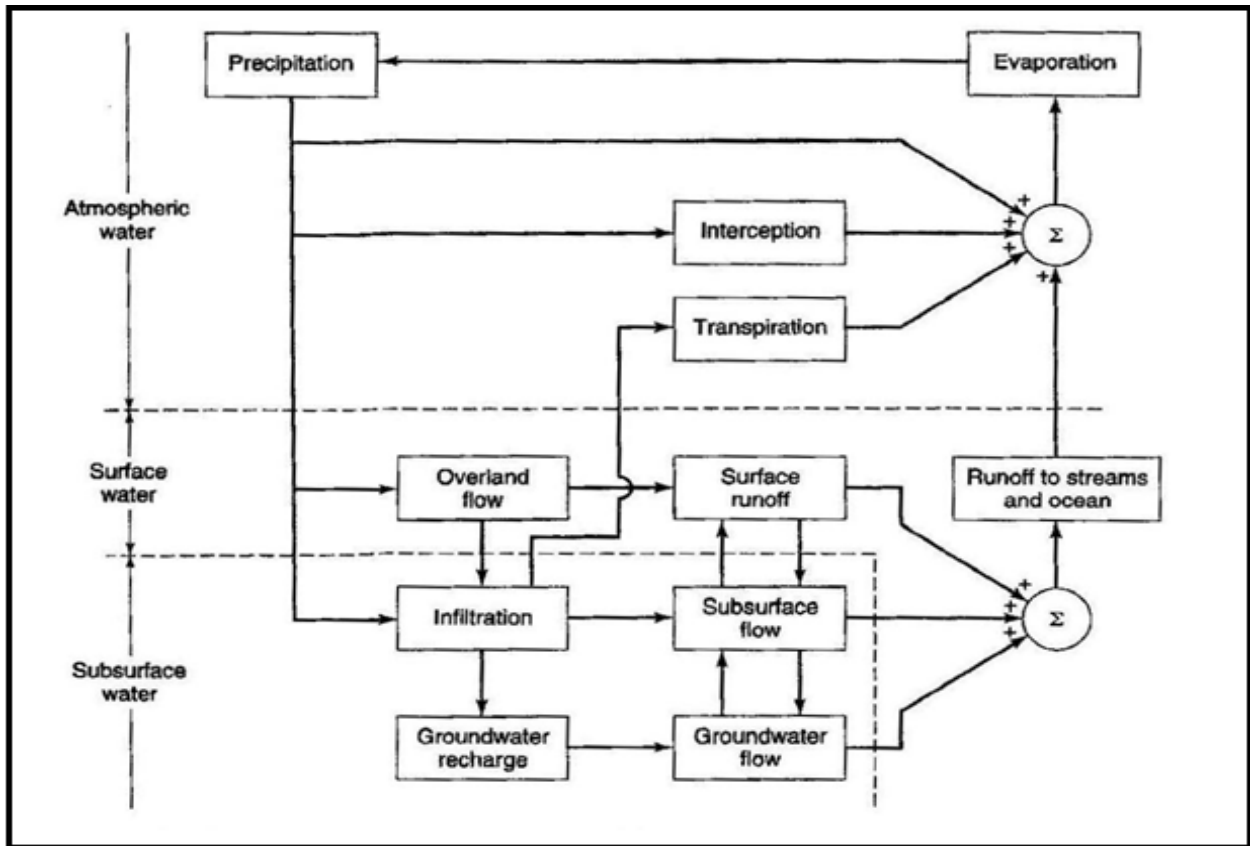 Precipitation
Evaporation
Atmospheric
water
Interception
Σ
+
+
+
+
Transpiration
Surface
water
Overland
flow
Surface
runoff
Runoff to streams
and ocean
Subsurface
water
Infiltration
Subsurface
flow
Σ
+
+
+
Groundwater
recharge
Groundwater
flow